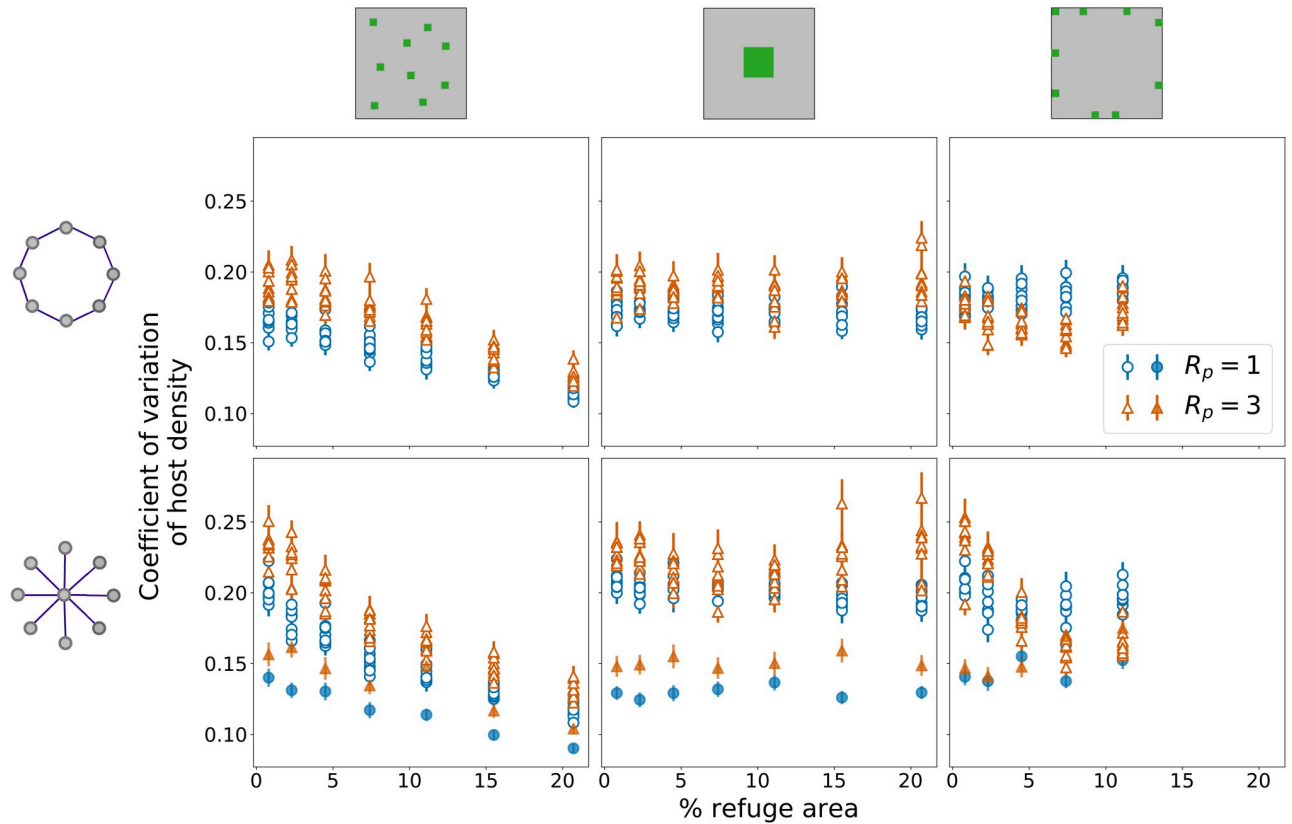 0.25
0.20
0.15
0.10
Coefficient of variation
of host density
R_p = 1
R_p = 3
0.25
0.20
0.15
0.10
0 5 10 15 20 0 5 10 15 20 0 5 10 15 20
% refuge area